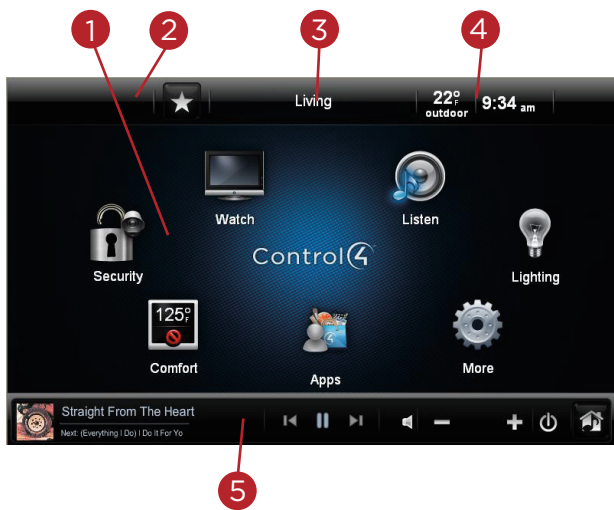 1
2
3
4
Living
22°F
outdoor
9:34 am
Watch
Listen
Security
Control4
Lighting
125°F
Comfort
Apps
More
Straight From The Heart
Next: (Everything I Do) I Do It For Yo
5